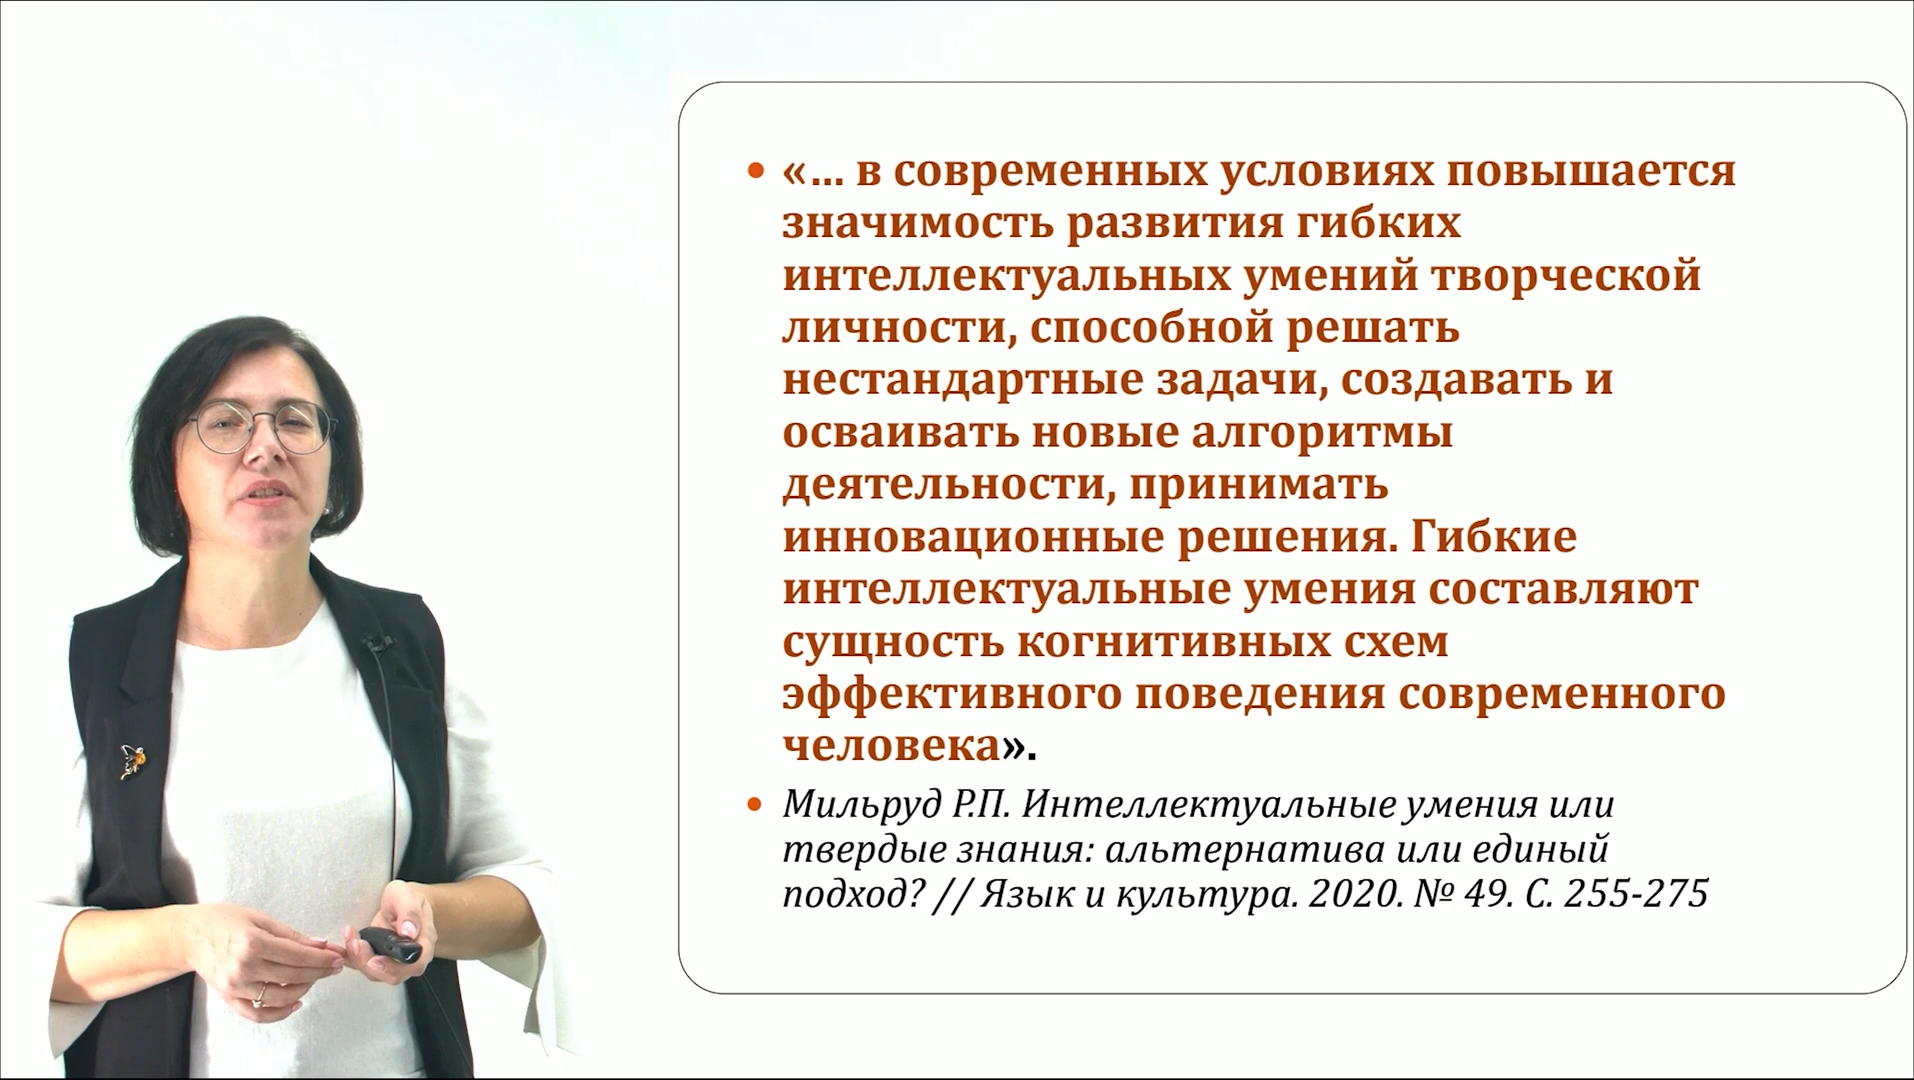 «... в современных условиях повышается
значимость развития гибких
интеллектуальных умений творческой
личности, способной решать
нестандартные задачи, создавать и
осваивать новые алгоритмы
деятельности, принимать
инновационные решения. Гибкие
интеллектуальные умения составляют
сущность когнитивных схем
эффективного поведения современного
человека».
Мильруд Р.П. Интеллектуальные умения или
твердые знания: альтернатива или единый
подход? // Язык и культура. 2020. № 49. С. 255-275